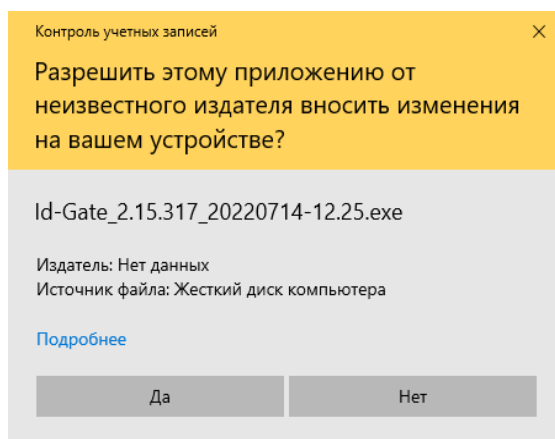 Контроль учетных записей
Разрешить этому приложению от
неизвестного издателя вносить изменения
на вашем устройстве?
Id-Gate_2.15.317_20220714-12.25.exe
Издатель: Нет данных
Источник файла: Жесткий диск компьютера
Подробнее
Да
Нет